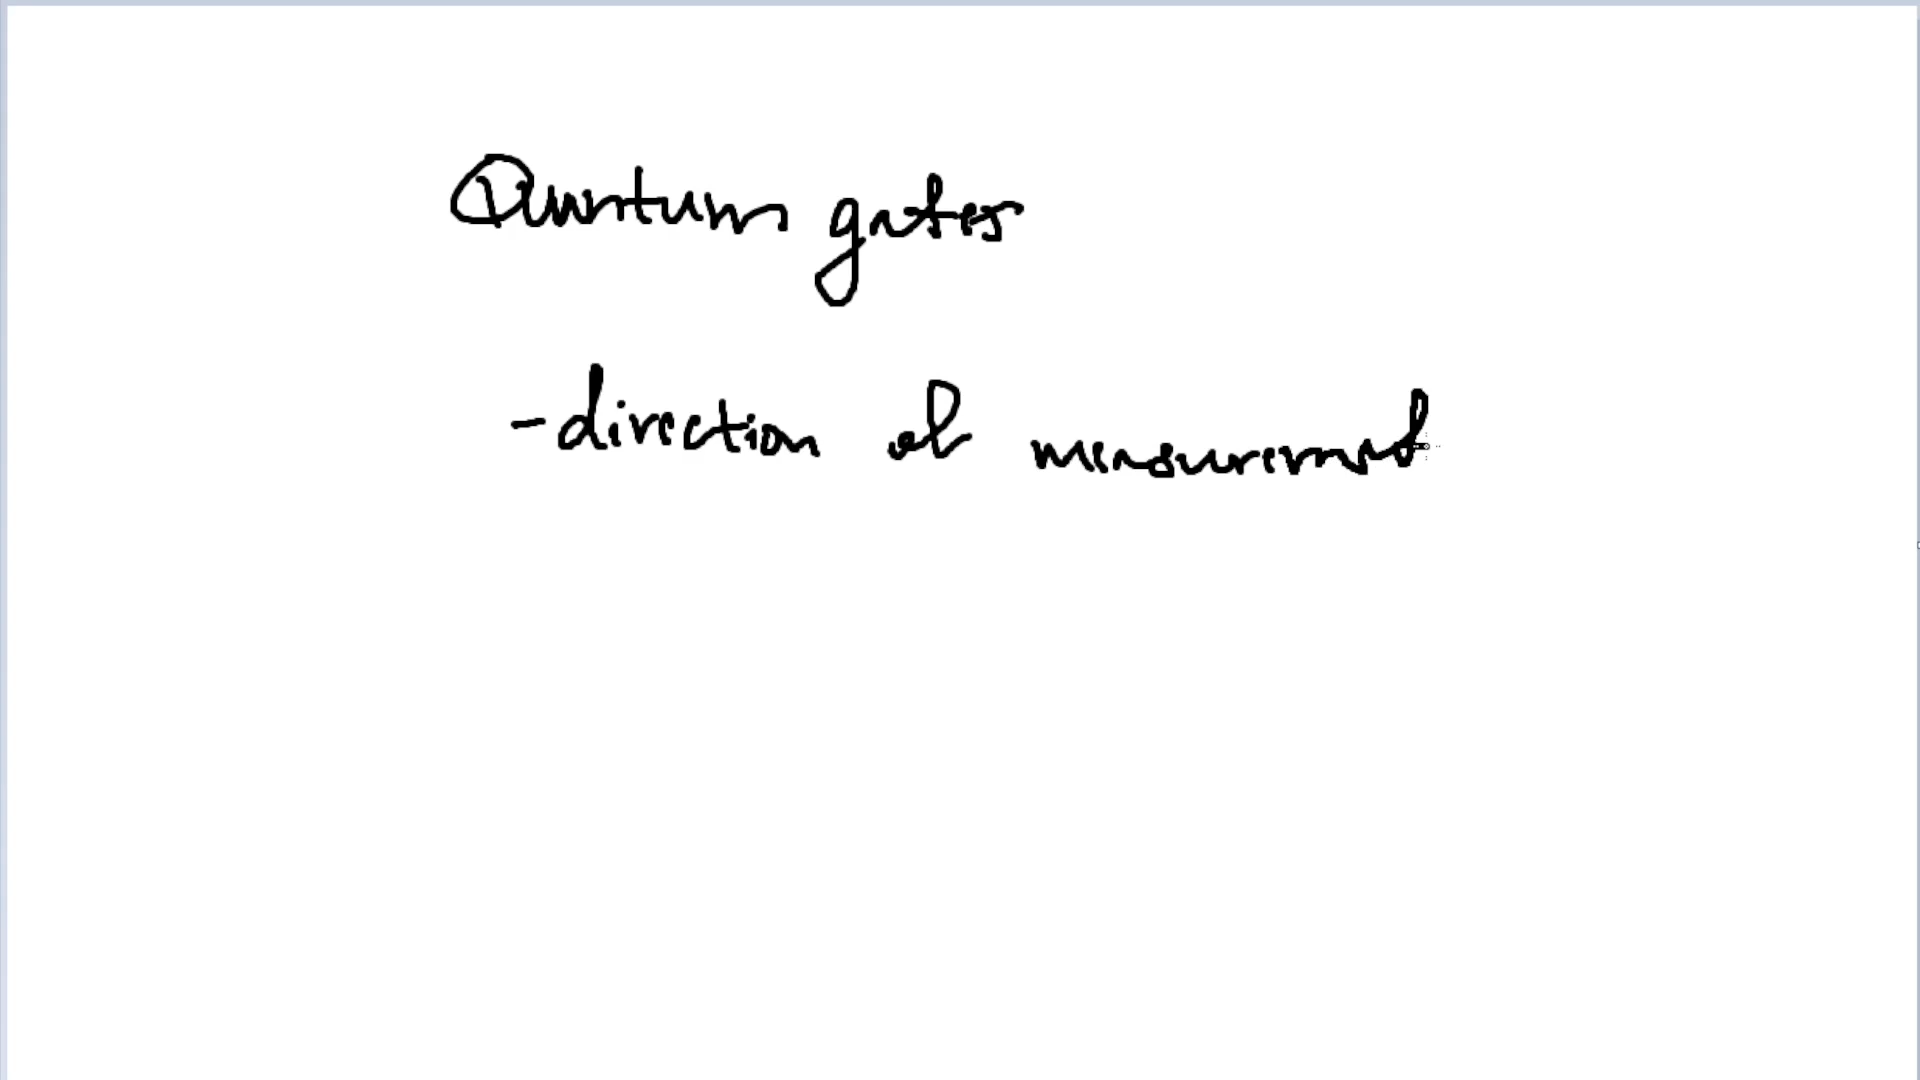 Quantum gates
- direction of measurement